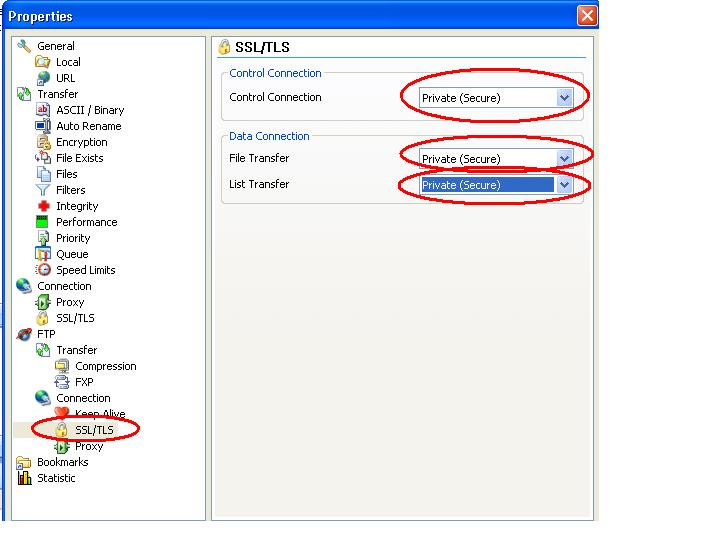 Properties
General
Local
URL
Transfer
ASCII / Binary
Auto Rename
Encryption
File Exists
Files
Filters
Integrity
Performance
Priority
Queue
Speed Limits
Connection
Proxy
SSL/TLS
FTP
Transfer
Compression
FXP
Connection
Keep Alive
SSL/TLS
Proxy
Bookmarks
Statistic
SSL/TLS
Control Connection
Control Connection Private (Secure)
Data Connection
File Transfer Private (Secure)
List Transfer Private (Secure)